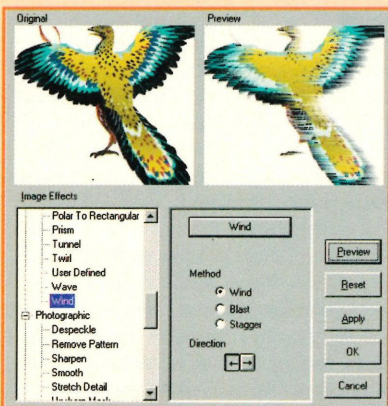 Original
Preview
Image Effects
Polar To Rectangular
Prism
Tunnel
Twirl
User Defined
Wave
Wind
Photographic
Despeckle
Remove Pattern
Sharpen
Smooth
Stretch Detail
Wind
Method
Wind
Blast
Stagger
Direction
Preview
Reset
Apply
OK
Cancel